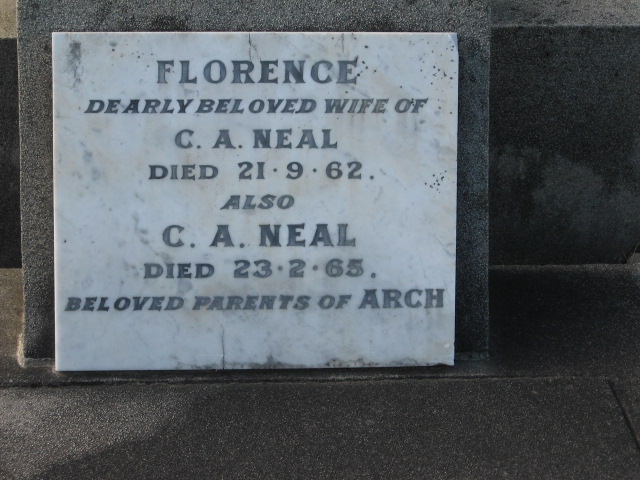 FLORENCE
DEARLY BELOVED WIFE OF
C. A. NEAL
DIED 21·9·62.
ALSO
C. A. NEAL
DIED 23·2·65.
BELOVED PARENTS OF ARCH